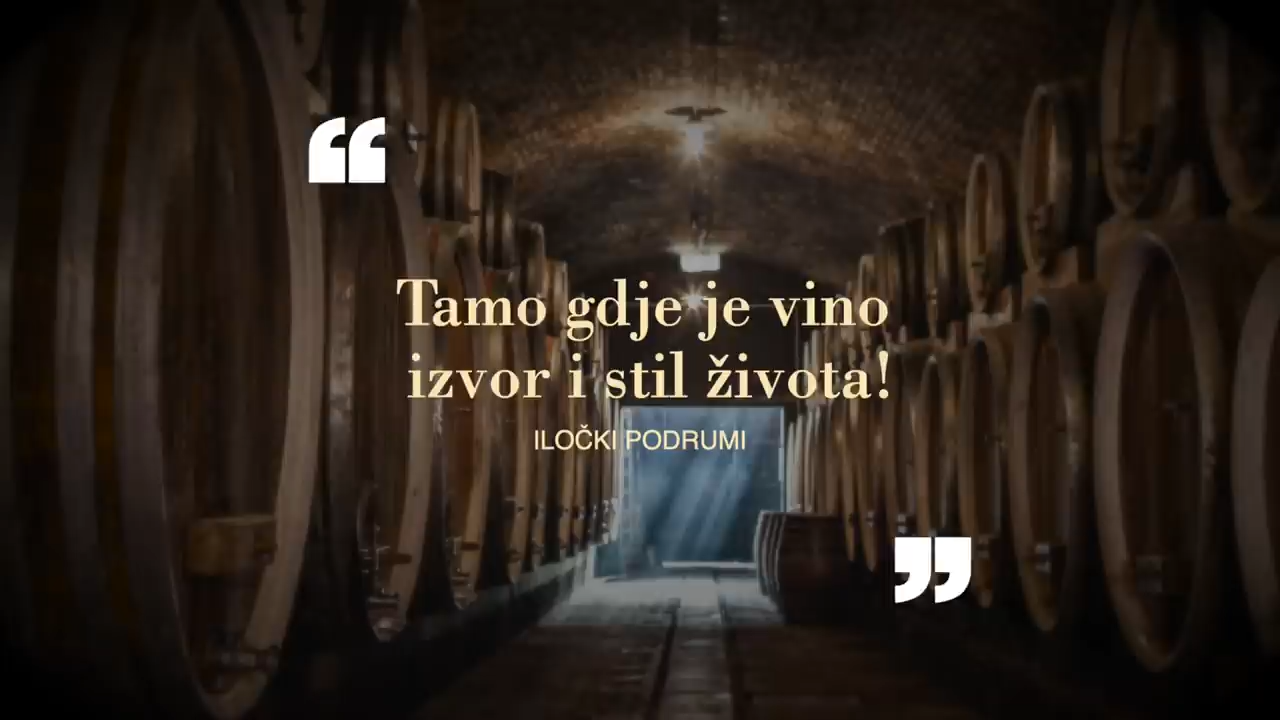 “
Tamo gdje je vino
izvor i stil života!
ILOČKI PODRUMI
”